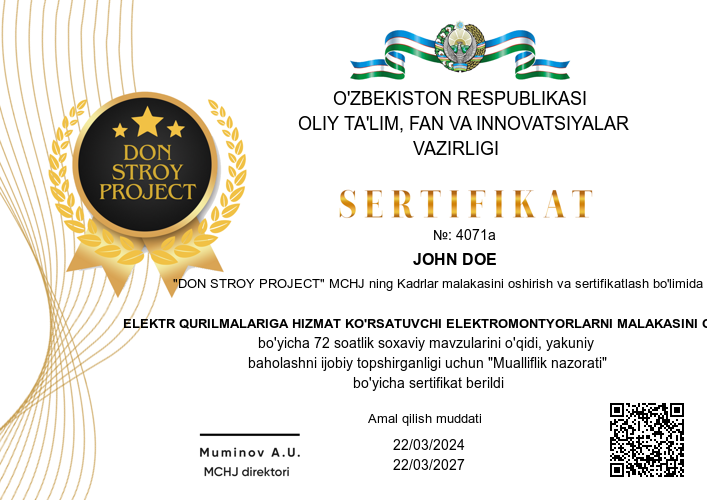 O'ZBEKISTON RESPUBLIKASI
OLIY TA'LIM, FAN VA INNOVATSIYALAR
VAZIRLIGI
DON
STROY
PROJECT
SERTIFIKAT
№: 4071a
JOHN DOE
"DON STROY PROJECT" MCHJ ning Kadrlar malakasini oshirish va sertifikatlash bo'limida
ELEKTR QURILMALARIGA HIZMAT KO'RSATUVCHI ELEKTROMONTYORLARNI MALAKASINI
bo'yicha 72 soatlik soxaviy mavzularini o'qidi, yakuniy
baholashni ijobiy topshirganligi uchun "Mualliflik nazorati"
bo'yicha sertifikat berildi
Amal qilish muddati
22/03/2024
22/03/2027
Muminov A.U.
MCHJ direktori